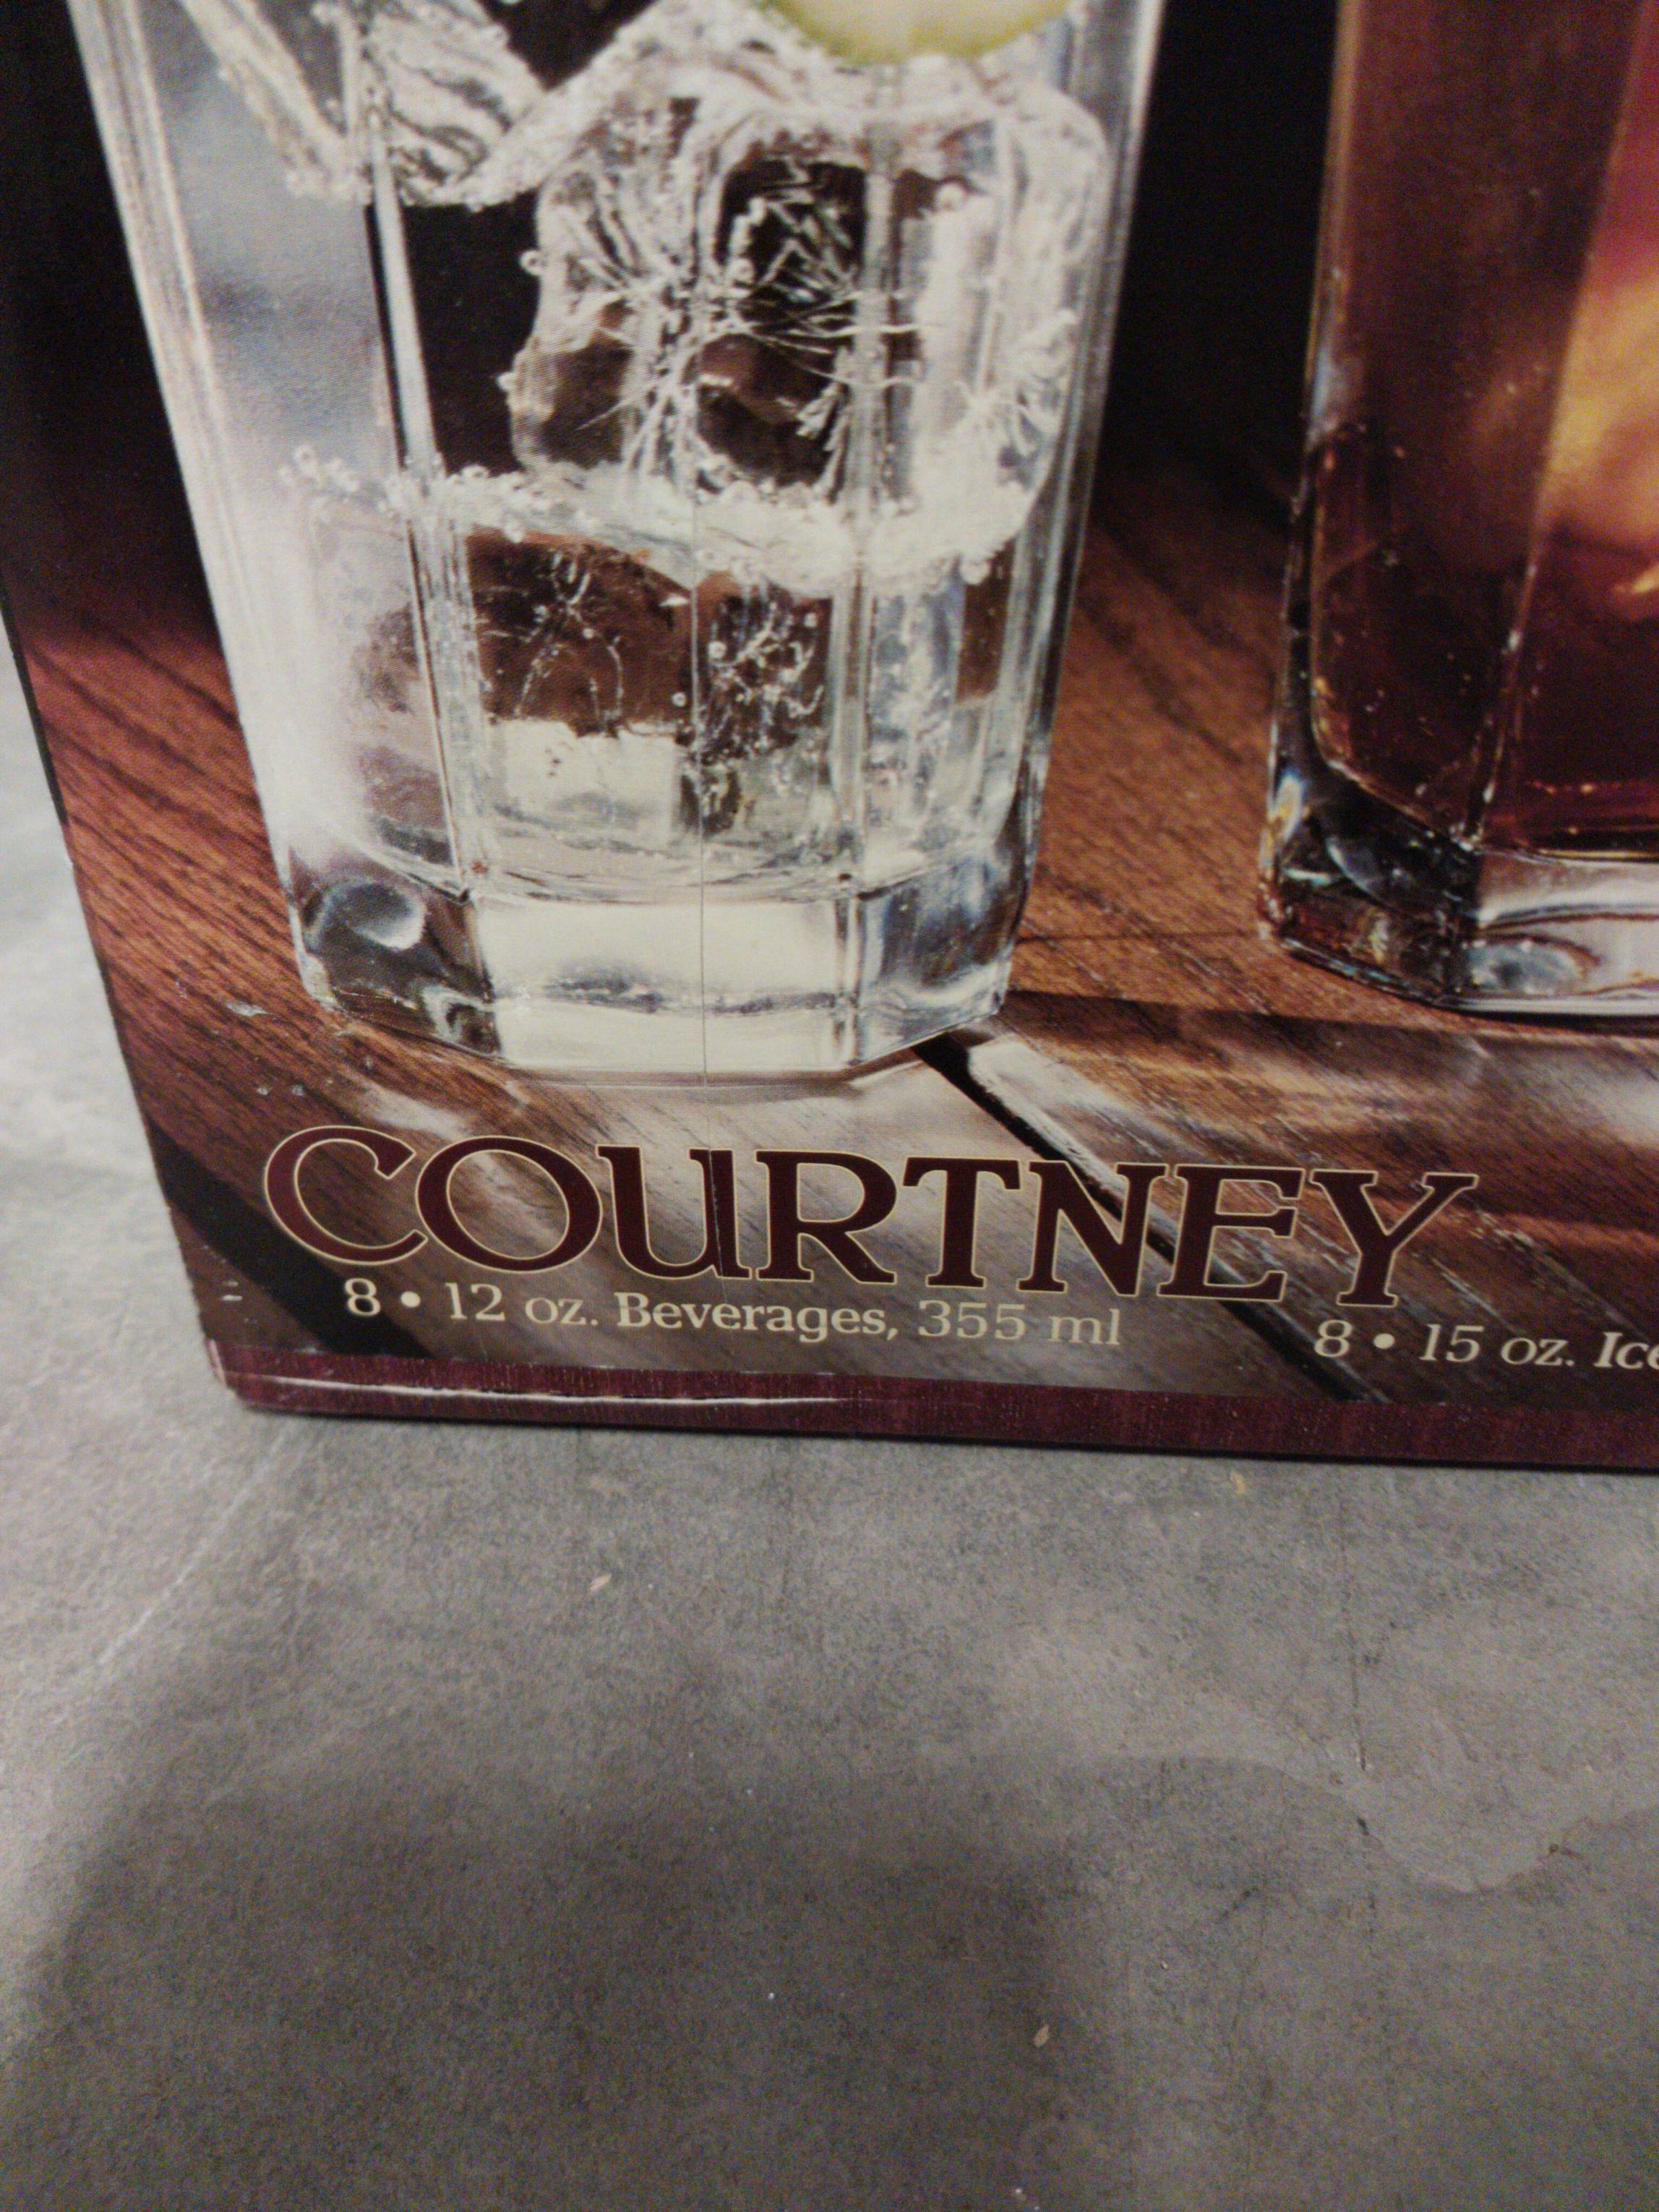 COURTNEY
8 • 12 oz. Beverages, 355 ml
8 • 15 oz.